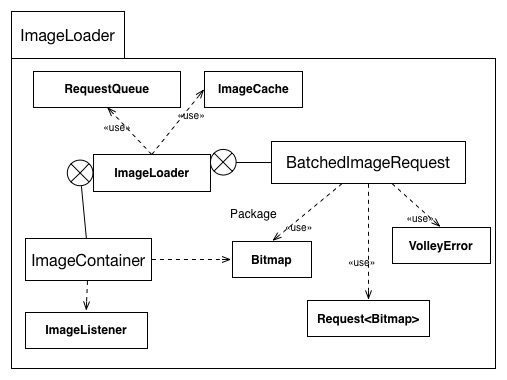 ImageLoader
RequestQueue
ImageCache
«use»
«use»
ImageLoader
BatchedImageRequest
Package
«use»
«use»
«use»
ImageContainer
Bitmap
VolleyError
ImageListener
Request<Bitmap>